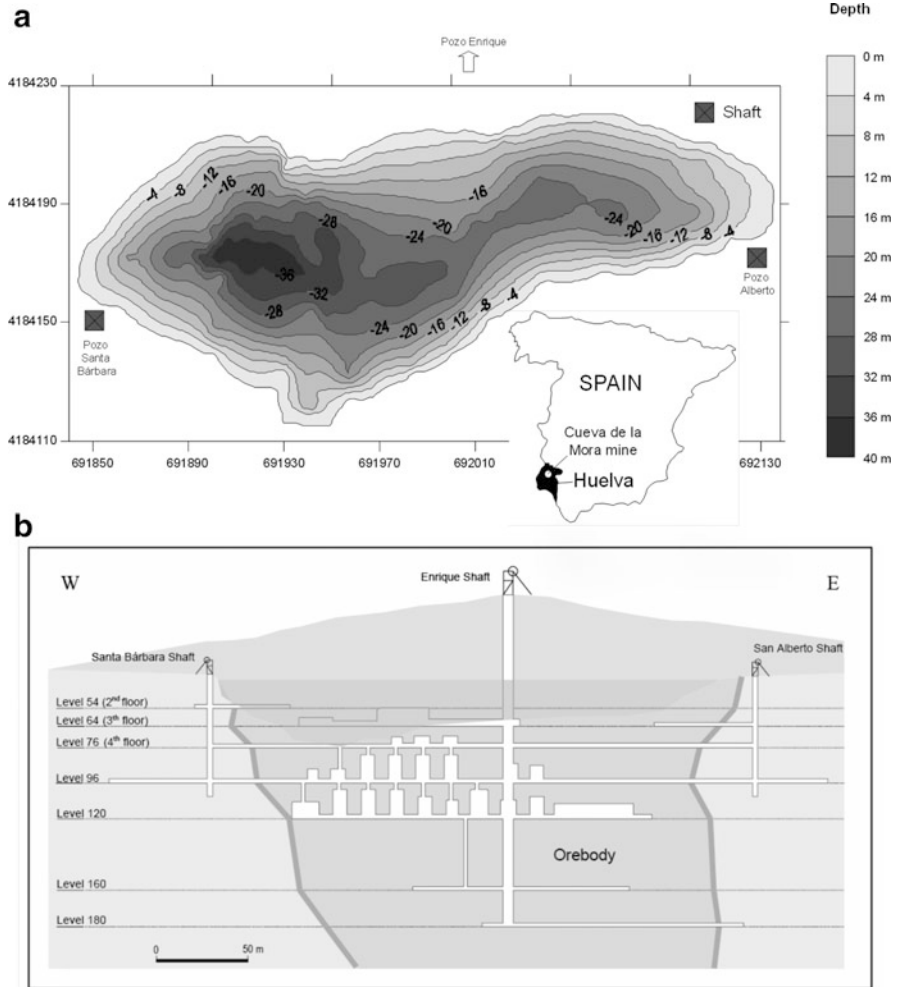 a
Depth
Pozo Enrique
4184230
4184190
4184150
4184110
Shaft
0 m
4 m
8 m
12 m
16 m
20 m
24 m
28 m
32 m
36 m
40 m
-4
-8
-12
-16
-20
-28
-20
-24
-16
-24
-20
-16
-12
-8
-4
-36
-32
-28
-24
-20
-16
-12
-8
-4
Pozo
Alberto
Pozo
Santa
Bárbara
691850
691890
691930
691970
692010
692130
SPAIN
Cueva de la
Mora mine
Huelva
b
W
E
Enrique Shaft
Santa Bárbara Shaft
San Alberto Shaft
Level 54 (2nd floor)
Level 64 (3th floor)
Level 76 (4th floor)
Level 96
Level 120
Orebody
Level 160
Level 180
0
50 m